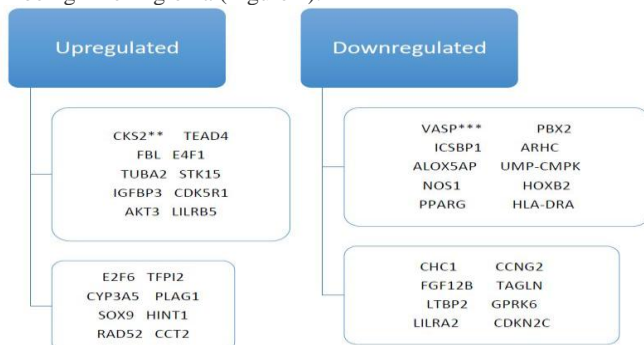 Upregulated
Downregulated
CKS2** TEAD4
FBL E4F1
TUBA2 STK15
IGFBP3 CDK5R1
AKT3 LILRB5
E2F6 TFPI2
CYP3A5 PLAG1
SOX9 HINT1
RAD52 CCT2
VASP*** PBX2
ICSBP1 ARHC
ALOX5AP UMP-CMPK
NOS1 HOXB2
PPARG HLA-DRA
CHC1 CCNG2
FGF12B TAGLN
LTBP2 GPRK6
LILRA2 CDKN2C